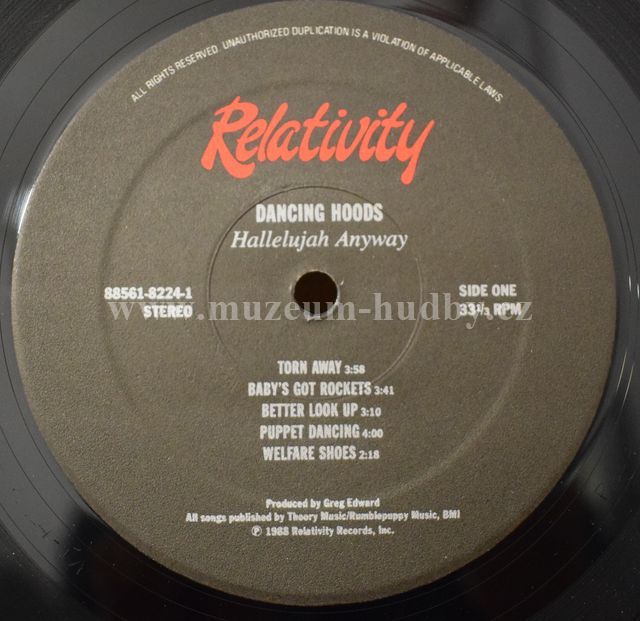 ALL RIGHTS RESERVED. UNAUTHORIZED DUPLICATION IS A VIOLATION OF APPLICABLE LAWS.
Relativity
DANCING HOODS
Hallelujah Anyway
88561-8224-1
STEREO
SIDE ONE
33 1/3 RPM
www.muzeum-hudby.cz
TORN AWAY 3:58
BABY'S GOT ROCKETS 3:41
BETTER LOOK UP 3:10
PUPPET DANCING 4:00
WELFARE SHOES 2:18
Produced by Greg Edward
All songs published by Theory Music/Rumblepuppy Music, BMI
℗ 1988 Relativity Records, Inc.